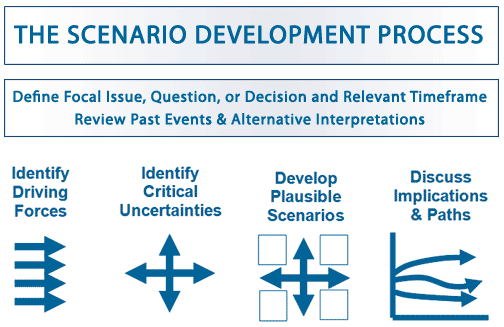 THE SCENARIO DEVELOPMENT PROCESS
Define Focal Issue, Question, or Decision and Relevant Timeframe
Review Past Events & Alternative Interpretations
Identify
Driving
Forces
Identify
Critical
Uncertainties
Develop
Plausible
Scenarios
Discuss
Implications
& Paths